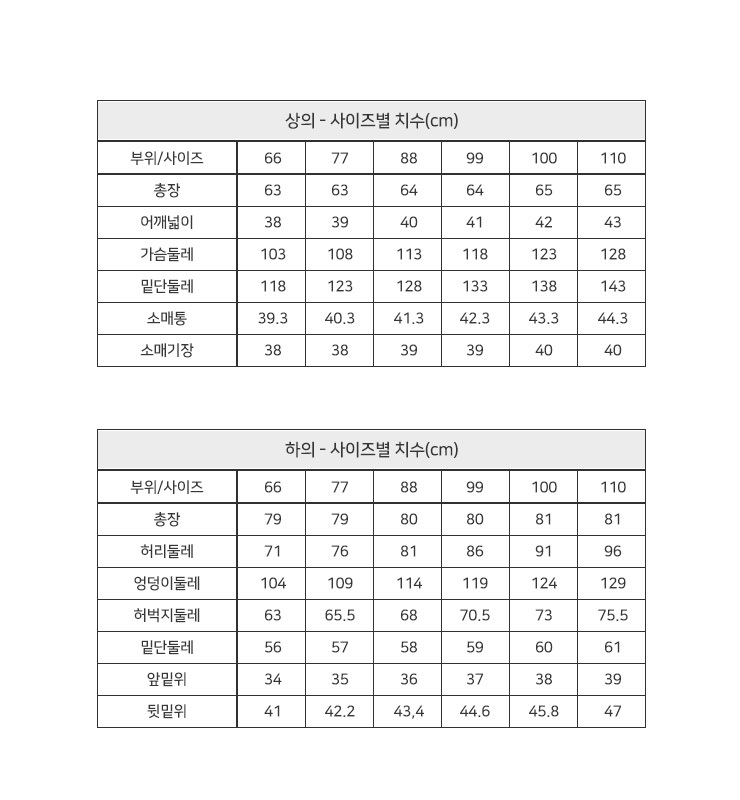 상의 - 사이즈별 치수(cm)
부위/사이즈 66 77 88 99 100 110
총장 63 63 64 64 65 65
어깨넓이 38 39 40 41 42 43
가슴둘레 103 108 113 118 123 128
밑단둘레 118 123 128 133 138 143
소매통 39.3 40.3 41.3 42.3 43.3 44.3
소매기장 38 38 39 39 40 40
하의 - 사이즈별 치수(cm)
부위/사이즈 66 77 88 99 100 110
총장 79 79 80 80 81 81
허리둘레 71 76 81 86 91 96
엉덩이둘레 104 109 114 119 124 129
허벅지둘레 63 65.5 68 70.5 73 75.5
밑단둘레 56 57 58 59 60 61
앞밑위 34 35 36 37 38 39
뒷밑위 41 42.2 43,4 44.6 45.8 47